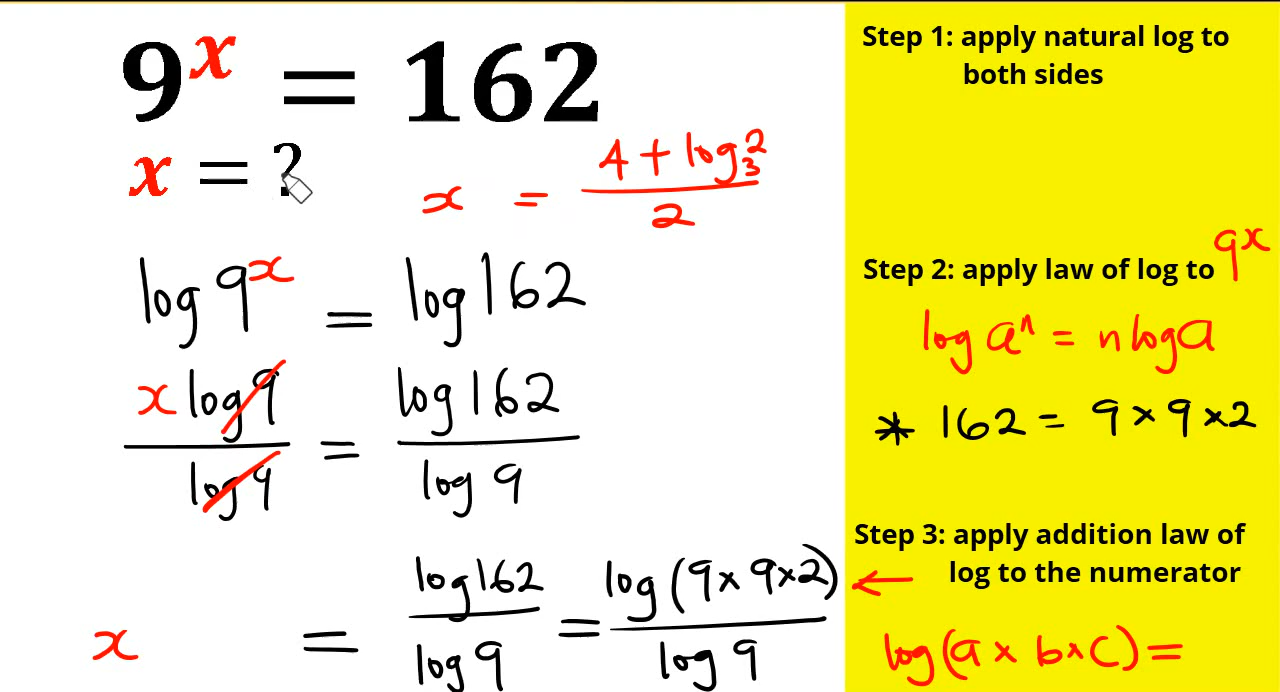 9^x = 162
x = ?
x = (4 + log_3 2) / 2
log 9^x = log 162
x log 9 / log 9 = log 162 / log 9
x = log 162 / log 9 = log (9 × 9 × 2) / log 9
Step 1: apply natural log to
both sides
Step 2: apply law of log to 9^x
log a^n = n log a
* 162 = 9 × 9 × 2
Step 3: apply addition law of
log to the numerator
←
log (a × b × c) =